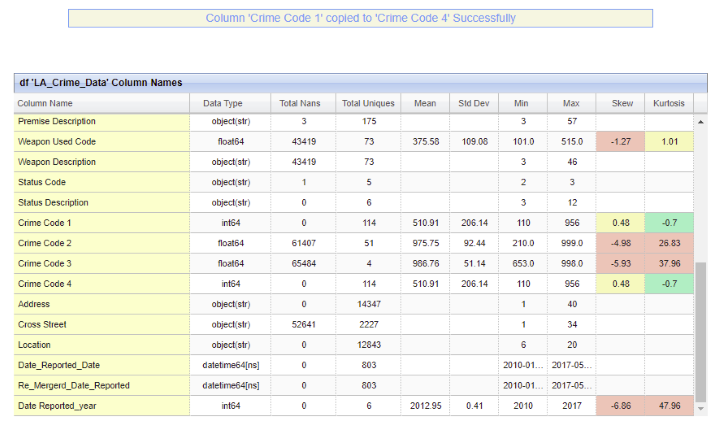 Column 'Crime Code 1' copied to 'Crime Code 4' Successfully
df 'LA_Crime_Data' Column Names
Column Name Data Type Total Nans Total Uniques Mean Std Dev Min Max Skew Kurtosis
Premise Description object(str) 3 175 3 57
Weapon Used Code float64 43419 73 375.58 109.08 101.0 515.0 -1.27 1.01
Weapon Description object(str) 43419 73 3 46
Status Code object(str) 1 5 2 3
Status Description object(str) 0 6 3 12
Crime Code 1 int64 0 114 510.91 206.14 110 956 0.48 -0.7
Crime Code 2 float64 61407 51 975.75 92.44 210.0 999.0 -4.98 26.83
Crime Code 3 float64 65484 4 986.76 51.14 653.0 998.0 -5.93 37.96
Crime Code 4 int64 0 114 510.91 206.14 110 956 0.48 -0.7
Address object(str) 0 14347 1 40
Cross Street object(str) 52641 2227 1 34
Location object(str) 0 12843 6 20
Date_Reported_Date datetime64[ns] 0 803 2010-01... 2017-05...
Re_Mergerd_Date_Reported datetime64[ns] 0 803 2010-01... 2017-05...
Date Reported_year int64 0 6 2012.95 0.41 2010 2017 -6.86 47.96